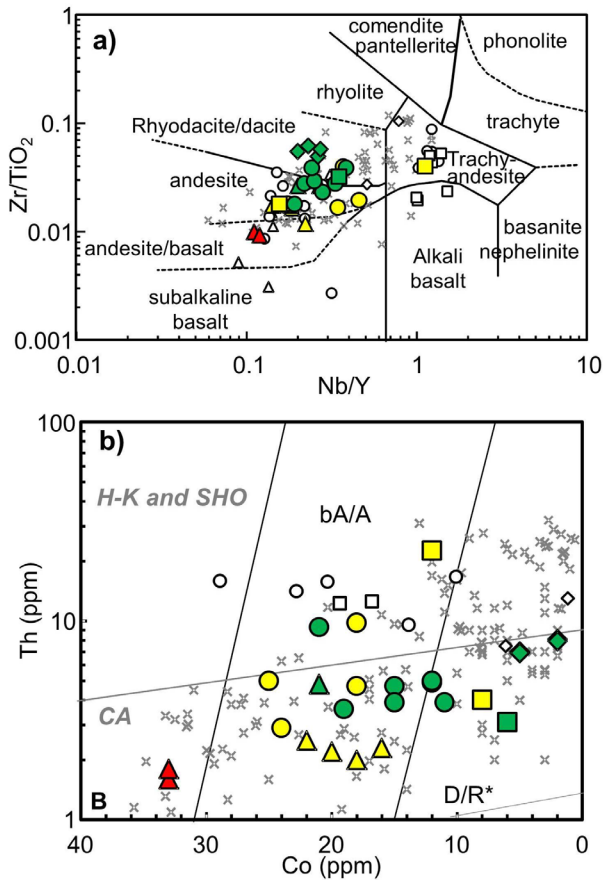 1
a)
comendite
pantellerite
phonolite
0.1
rhyolite
Rhyodacite/dacite
trachyte
Zr/TiO2
andesite
Trachy-
andesite
0.01
andesite/basalt
basanite
nephelinite
Alkali
basalt
subalkaline
basalt
0.001
0.01
0.1
1
10
Nb/Y
100
b)
H-K and SHO
bA/A
Th (ppm)
10
CA
B
D/R*
1
40
30
20
10
0
Co (ppm)